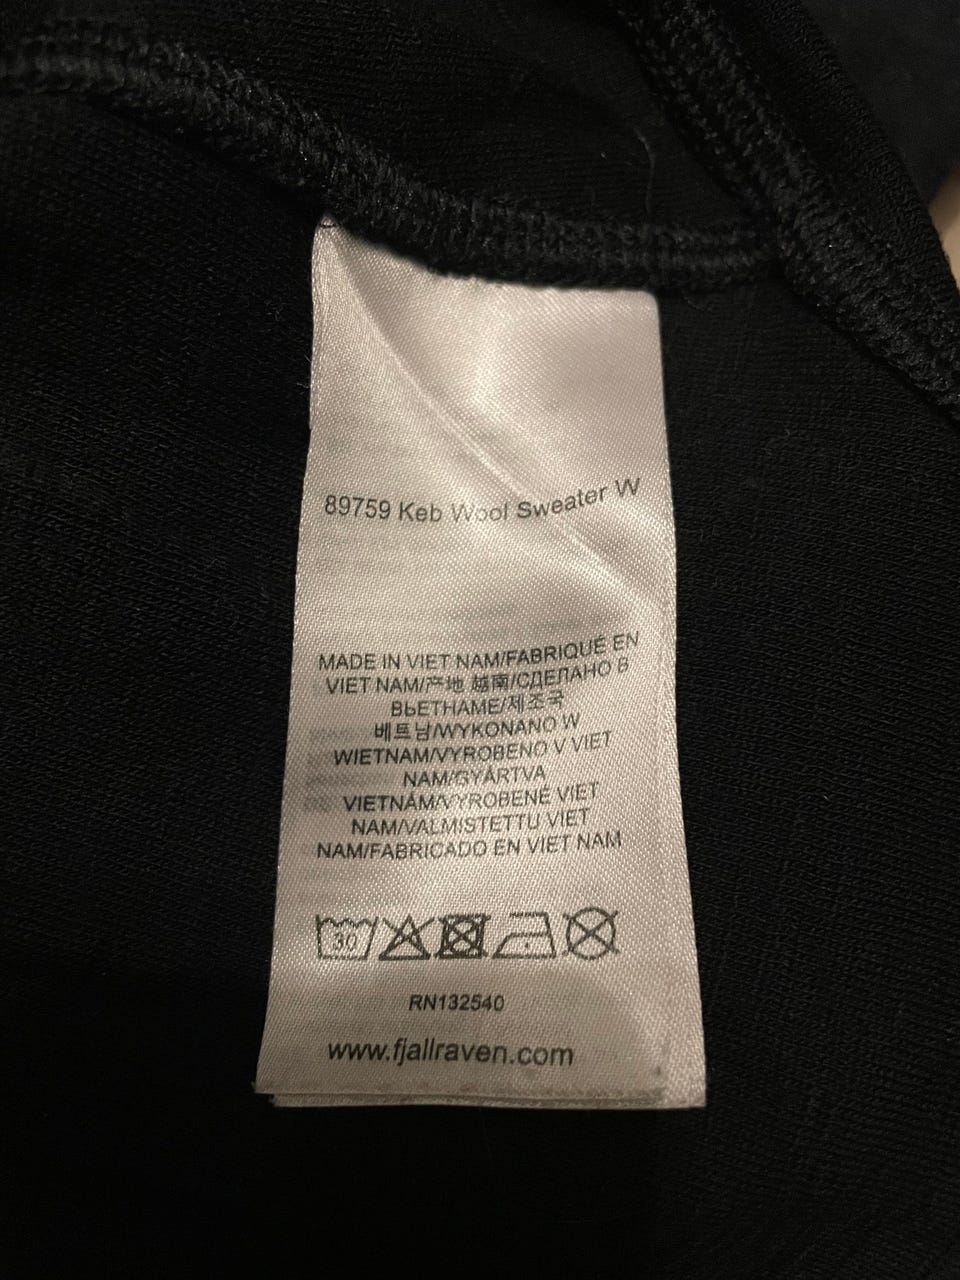 89759 Keb Wool Sweater W
MADE IN VIET NAM/FABRIQUÉ EN
VIET NAM/产地 越南/СДЕЛАНО В
ВЬЕТНАМЕ/제조국
베트남/WYKONANO W
WIETNAM/VYROBENO V VIET
NAM/GYÁRTVA
VIETNÁM/VYROBENÉ VIET
NAM/VALMISTETTU VIET
NAM/FABRICADO EN VIET NAM
30
RN132540
www.fjallraven.com